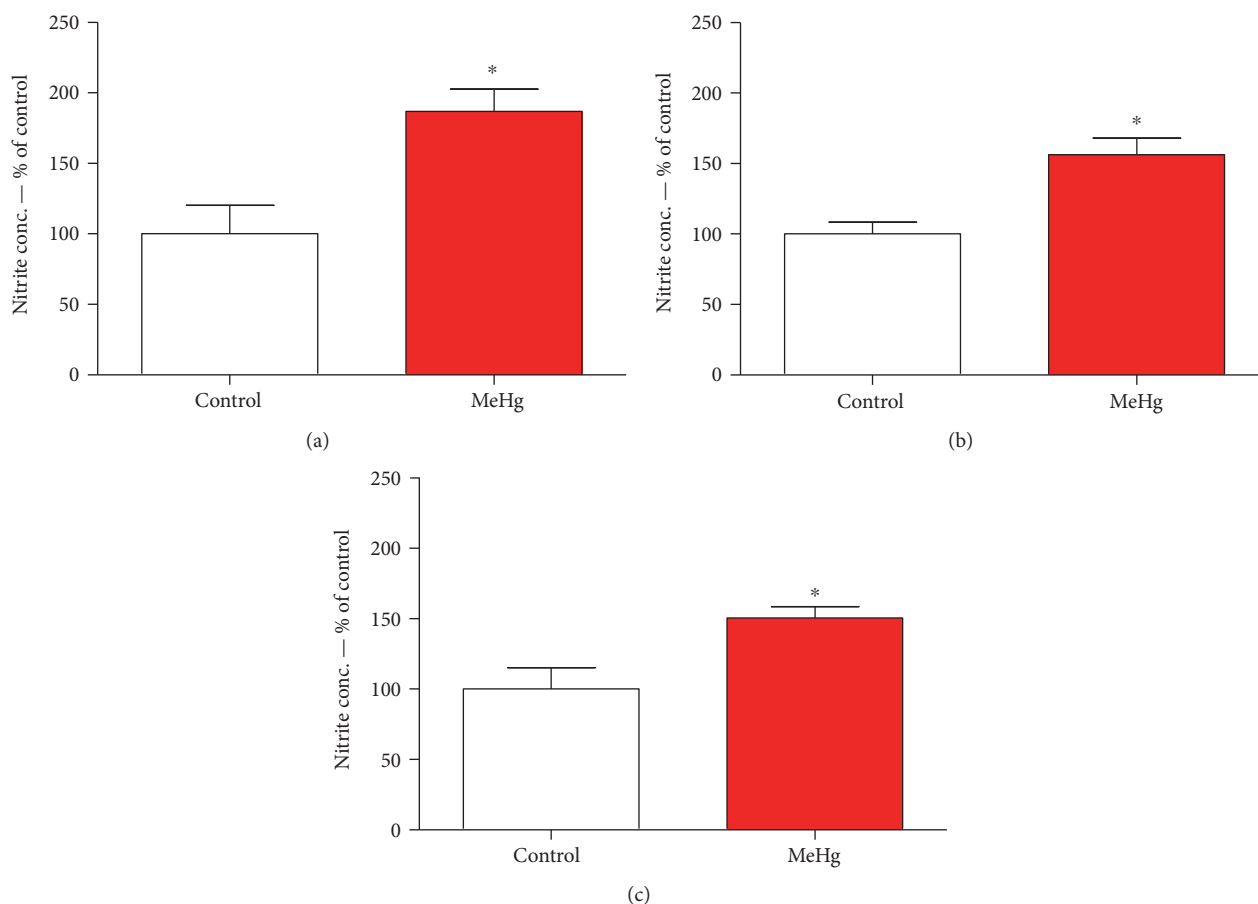 Nitrite conc. — % of control
250
200
150
100
50
0
*
Control
MeHg
(a)
Nitrite conc. — % of control
250
200
150
100
50
0
*
Control
MeHg
(b)
Nitrite conc. — % of control
250
200
150
100
50
0
*
Control
MeHg
(c)